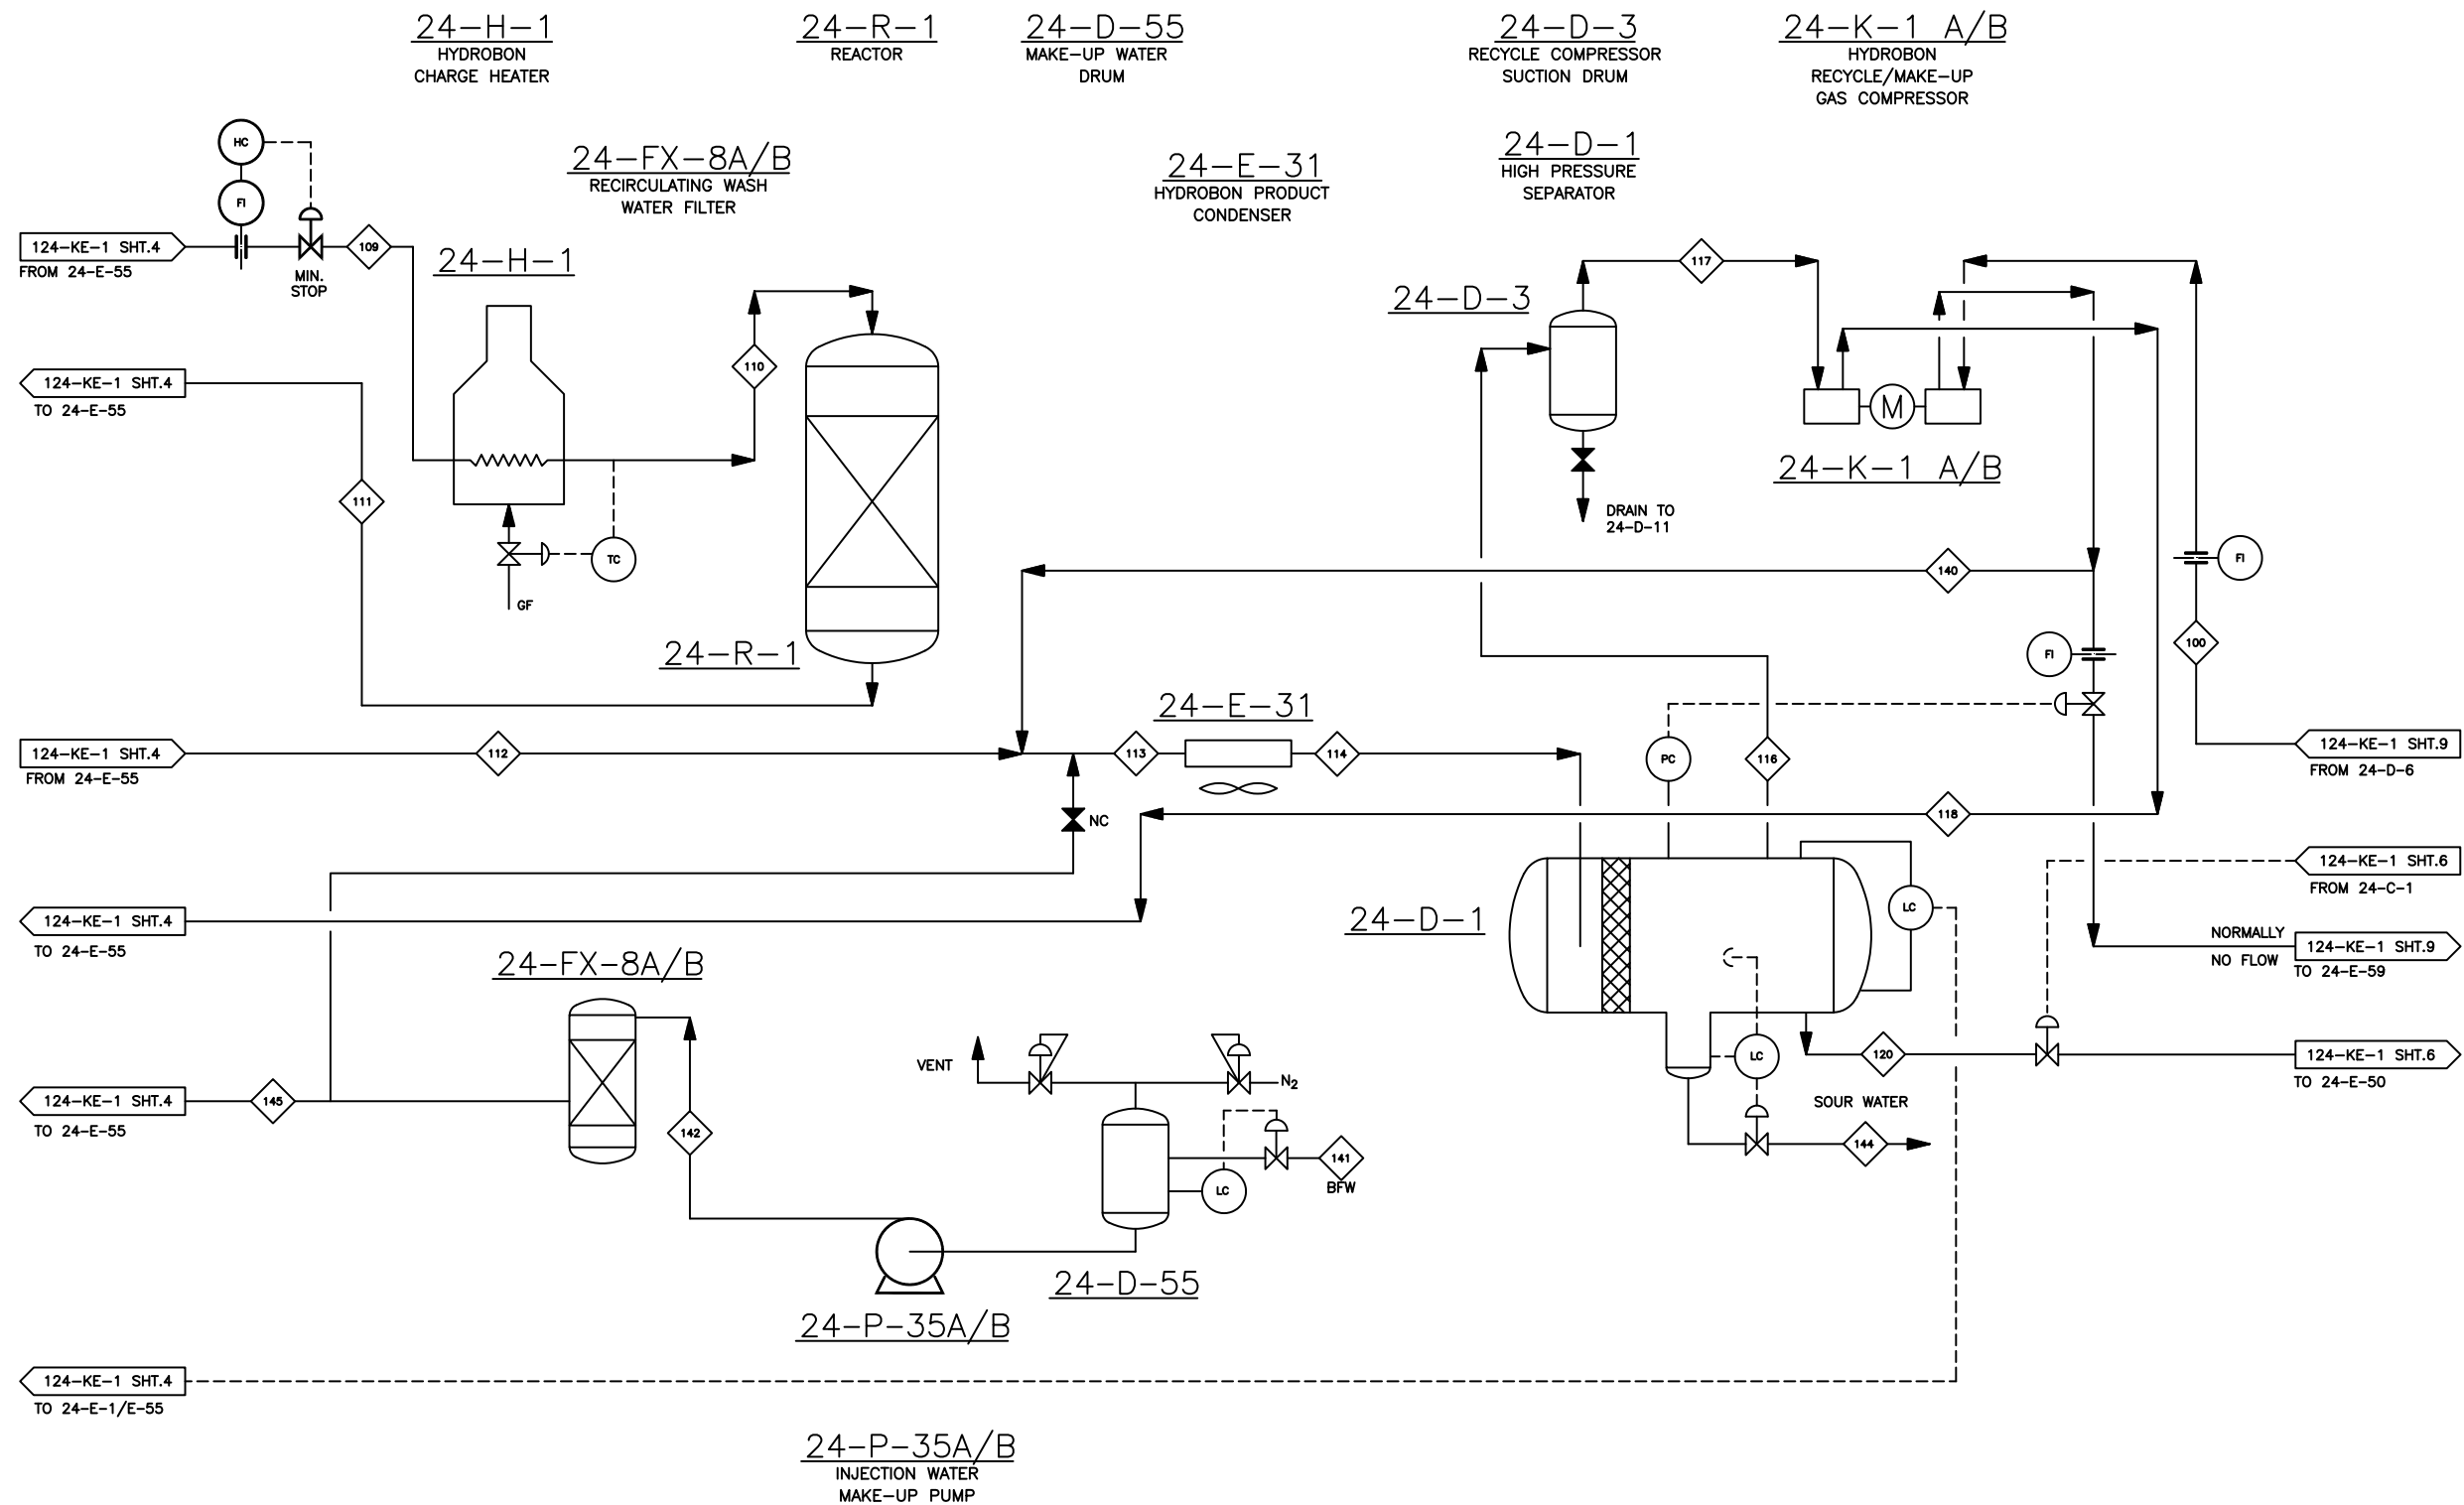 24-H-1
HYDROBON
CHARGE HEATER
24-R-1
REACTOR
24-D-55
MAKE-UP WATER
DRUM
24-D-3
RECYCLE COMPRESSOR
SUCTION DRUM
24-K-1 A/B
HYDROBON
RECYCLE/MAKE-UP
GAS COMPRESSOR
24-FX-8A/B
RECIRCULATING WASH
WATER FILTER
24-E-31
HYDROBON PRODUCT
CONDENSER
24-D-1
HIGH PRESSURE
SEPARATOR
HC
FI
124-KE-1 SHT.4
FROM 24-E-55
MIN.
STOP
109
24-H-1
117
24-D-3
124-KE-1 SHT.4
TO 24-E-55
110
M
24-K-1 A/B
111
DRAIN TO
24-D-11
TC
GF
140
FI
24-R-1
FI
100
24-E-31
124-KE-1 SHT.4
FROM 24-E-55
112
113
114
PC
116
124-KE-1 SHT.9
FROM 24-D-6
NC
118
124-KE-1 SHT.6
FROM 24-C-1
124-KE-1 SHT.4
TO 24-E-55
24-D-1
LC
NORMALLY
NO FLOW
124-KE-1 SHT.9
TO 24-E-59
24-FX-8A/B
VENT
N2
LC
120
124-KE-1 SHT.6
TO 24-E-50
124-KE-1 SHT.4
TO 24-E-55
145
142
SOUR WATER
144
141
BFW
LC
24-D-55
24-P-35A/B
124-KE-1 SHT.4
TO 24-E-1/E-55
24-P-35A/B
INJECTION WATER
MAKE-UP PUMP